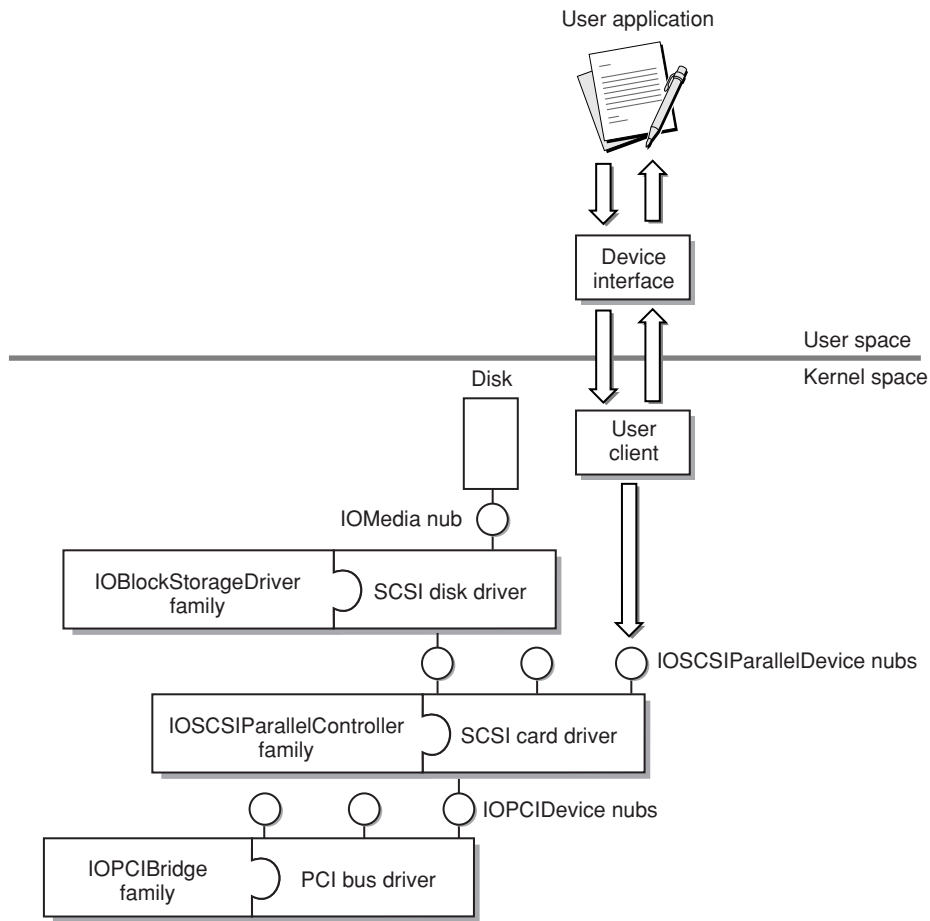 User application
Device
interface
User space
Kernel space
Disk
User
client
IOMedia nub
IOBlockStorageDriver
family
SCSI disk driver
IOSCSIParallelDevice nubs
IOSCSIParallelController
family
SCSI card driver
IOPCIDevice nubs
IOPCIBridge
family
PCI bus driver